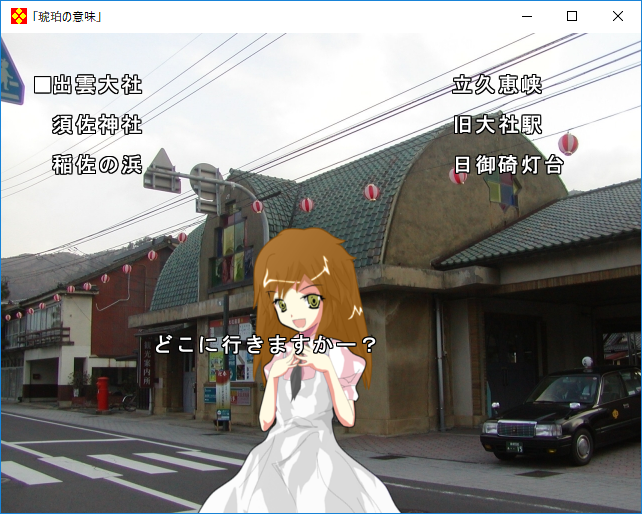 「琥珀の意味」
□出雲大社
立久恵峡
須佐神社
旧大社駅
稲佐の浜
日御碕灯台
どこに行きますかー？